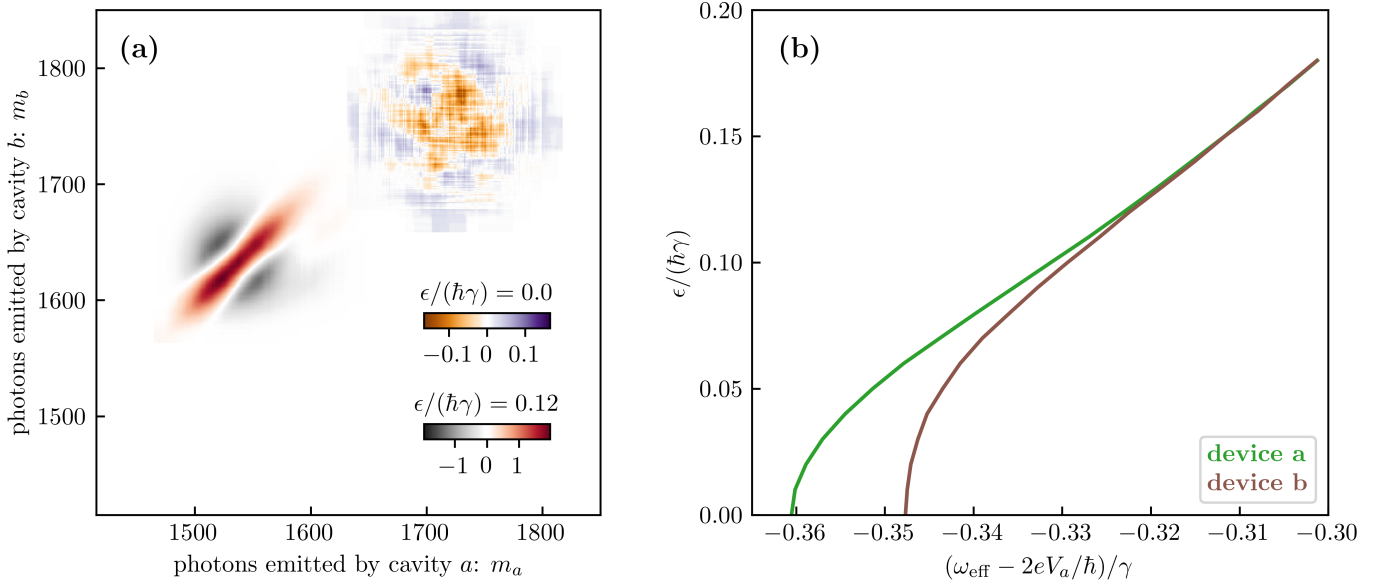 (a)
photons emitted by cavity b: m_b
1800
1700
1600
1500
ϵ/(ħγ) = 0.0
−0.1 0 0.1
ϵ/(ħγ) = 0.12
−1 0 1
1500 1600 1700 1800
photons emitted by cavity a: m_a
(b)
ϵ/(ħγ)
0.20
0.15
0.10
0.05
0.00
device a
device b
−0.36 −0.35 −0.34 −0.33 −0.32 −0.31 −0.30
(ω_eff − 2eV_a/ħ)/γ